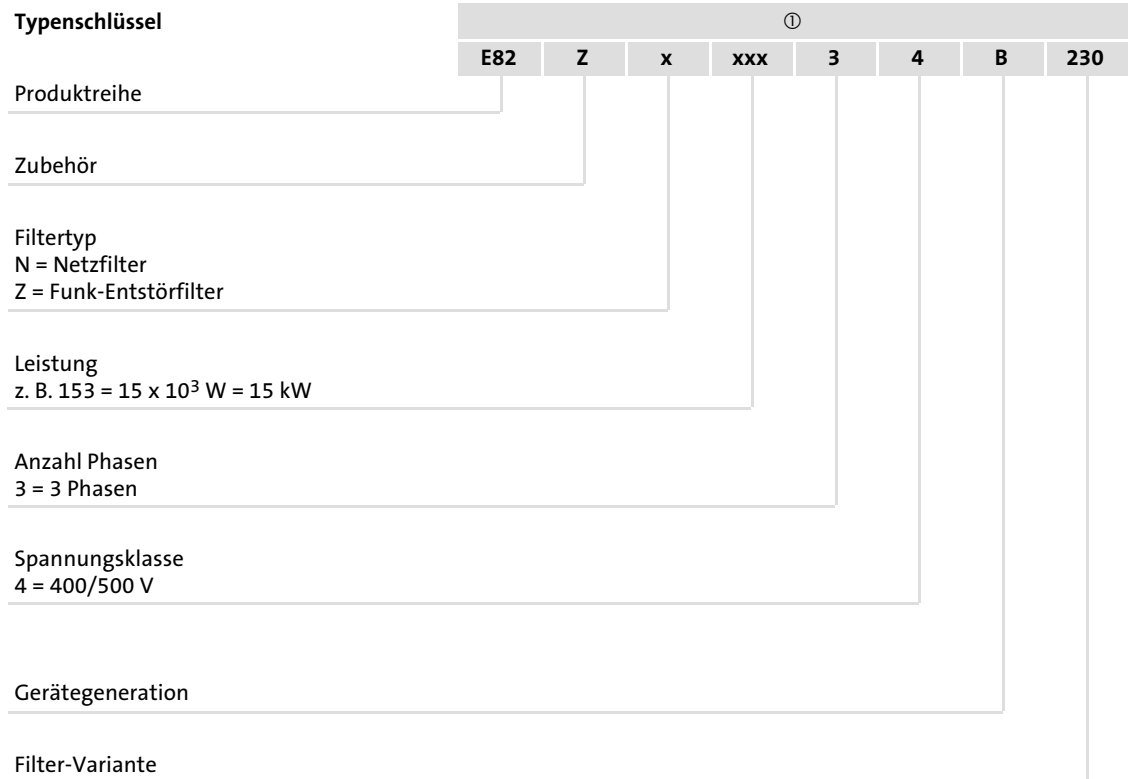 Typenschlüssel ①
E82 Z x xxx 3 4 B 230
Produktreihe
Zubehör
Filtertyp
N = Netzfilter
Z = Funk-Entstörfilter
Leistung
z. B. 153 = 15 x 10³ W = 15 kW
Anzahl Phasen
3 = 3 Phasen
Spannungsklasse
4 = 400/500 V
Gerätegeneration
Filter-Variante